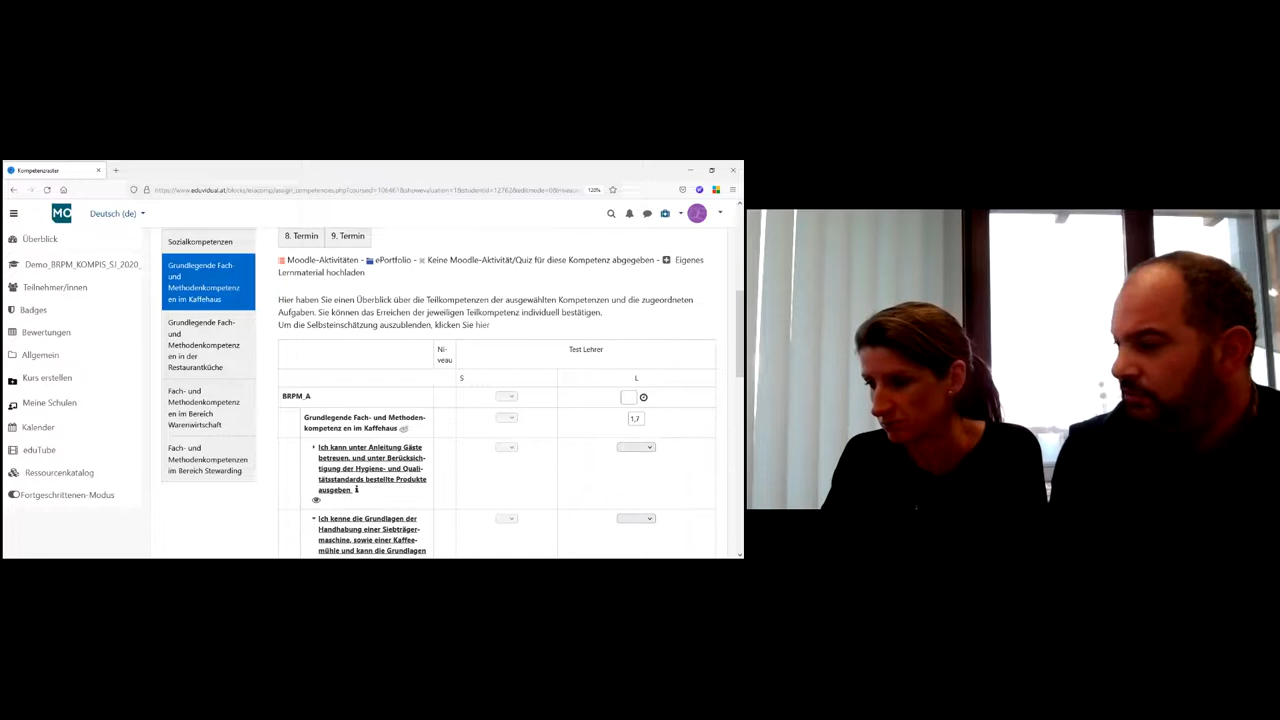 Kompetenzraster
https://www.eduvidual.at/blocks/exacomp/assign_competencies.php?courseid=106461&showevaluation=1&studentid=12762&editmode=0&niveau
120%
MO
Deutsch (de)
Überblick
Demo_BRPM_KOMPIS_SJ_2020_
Teilnehmer/innen
Badges
Bewertungen
Allgemein
Kurs erstellen
Meine Schulen
Kalender
eduTube
Ressourcenkatalog
Fortgeschrittenen-Modus
Sozialkompetenzen
Grundlegende Fach-
und
Methodenkompetenz
en im Kaffeehaus
Grundlegende Fach-
und
Methodenkompetenz
en in der
Restaurantküche
Fach- und
Methodenkompetenz
en im Bereich
Warenwirtschaft
Fach- und
Methodenkompetenzen
im Bereich Stewarding
8. Termin
9. Termin
Moodle-Aktivitäten - ePortfolio - Keine Moodle-Aktivität/Quiz für diese Kompetenz abgegeben - Eigenes
Lernmaterial hochladen
Hier haben Sie einen Überblick über die Teilkompetenzen der ausgewählten Kompetenzen und die zugeordneten
Aufgaben. Sie können das Erreichen der jeweiligen Teilkompetenz individuell bestätigen.
Um die Selbsteinschätzung auszublenden, klicken Sie hier
Ni-
veau
Test Lehrer
S
L
BRPM_A
Grundlegende Fach- und Methoden-
kompetenz en im Kaffehaus
1,7
Ich kann unter Anleitung Gäste
betreuen, und unter Berücksich-
tigung der Hygiene- und Quali-
tätsstandards bestellte Produkte
ausgeben
Ich kenne die Grundlagen der
Handhabung einer Siebträger-
maschine, sowie einer Kaffee-
mühle und kann die Grundlagen